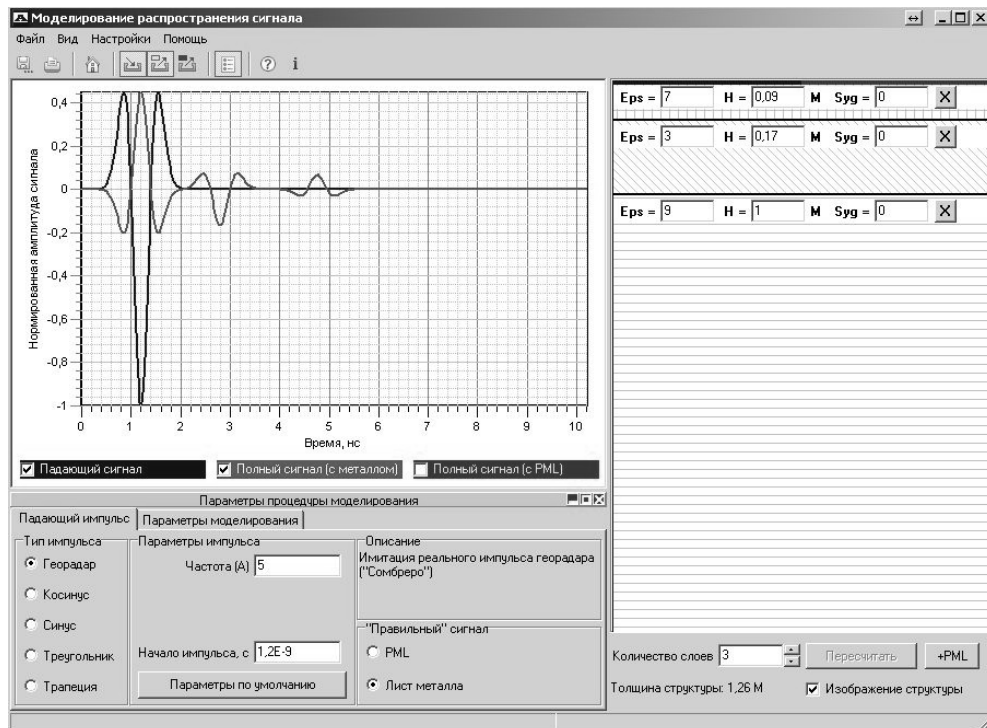 Моделирование распространения сигнала
Файл Вид Настройки Помощь
Нормированная амплитуда сигнала
0,4
0,2
0
-0,2
-0,4
-0,6
-0,8
-1
0 1 2 3 4 5 6 7 8 9 10
Время, нс
Падающий сигнал Полный сигнал (с металлом) Полный сигнал (с PML)
Eps = 7 H = 0,09 М Syg = 0 X
Eps = 3 H = 0,17 М Syg = 0 X
Eps = 9 H = 1 М Syg = 0 X
Параметры процедуры моделирования
Падающий импульс Параметры моделирования
Тип импульса
Георадар
Косинус
Синус
Треугольник
Трапеция
Параметры импульса
Частота (A) 5
Начало импульса, с 1,2E-9
Параметры по умолчанию
Описание
Имитация реального импульса георадара
("Сомбреро")
"Правильный" сигнал
PML
Лист металла
Количество слоев 3 Пересчитать +PML
Толщина структуры: 1,26 М Изображение структуры